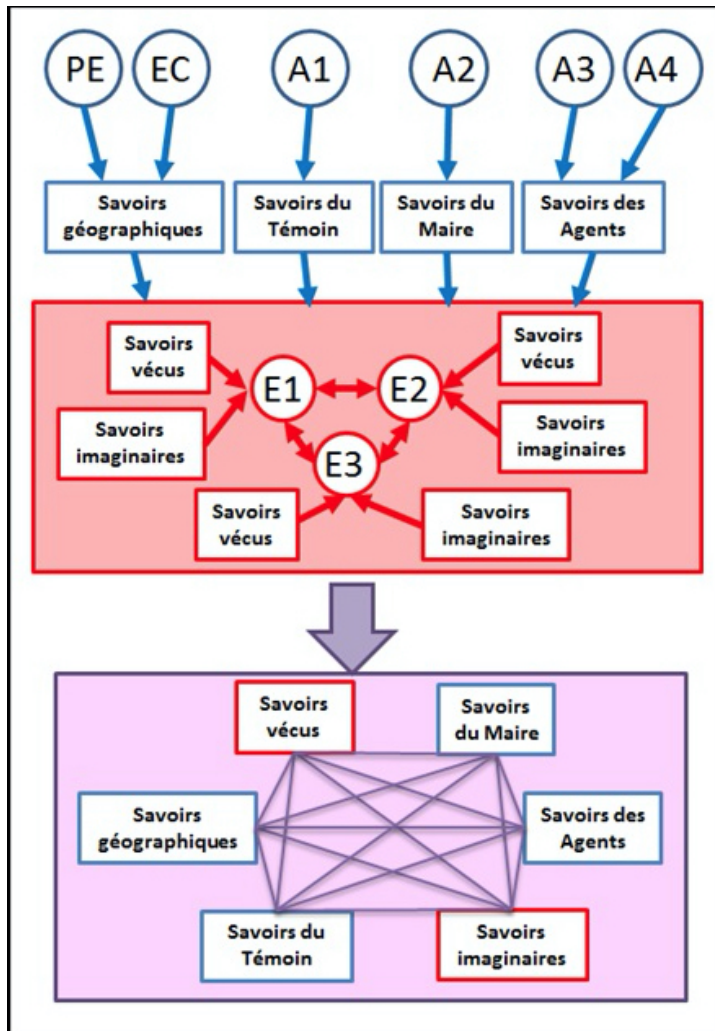 PE EC A1 A2 A3 A4
Savoirs
géographiques
Savoirs du
Témoin
Savoirs du
Maire
Savoirs des
Agents
Savoirs
vécus
Savoirs
imaginaires
E1
E2
E3
Savoirs
vécus
Savoirs
imaginaires
Savoirs
vécus
Savoirs
imaginaires
Savoirs
vécus
Savoirs
du Maire
Savoirs
géographiques
Savoirs des
Agents
Savoirs du
Témoin
Savoirs
imaginaires